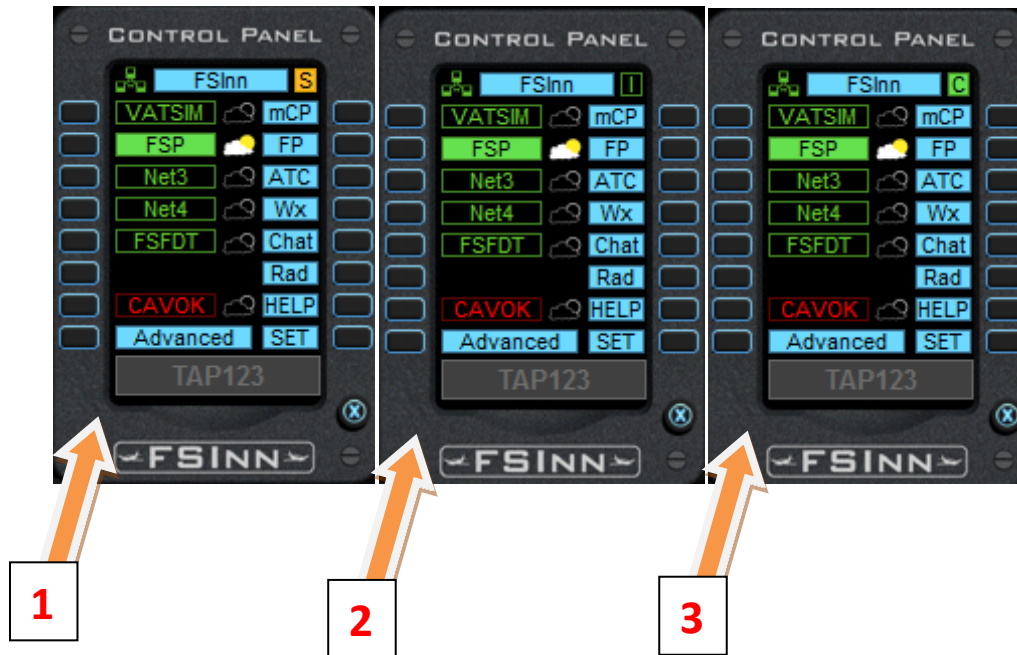 CONTROL PANEL
FSInn S
VATSIM mCP
FSP FP
Net3 ATC
Net4 Wx
FSFDT Chat
Rad
CAVOK HELP
Advanced SET
TAP123
X
FSINN
1
CONTROL PANEL
FSInn I
VATSIM mCP
FSP FP
Net3 ATC
Net4 Wx
FSFDT Chat
Rad
CAVOK HELP
Advanced SET
TAP123
X
FSINN
2
CONTROL PANEL
FSInn C
VATSIM mCP
FSP FP
Net3 ATC
Net4 Wx
FSFDT Chat
Rad
CAVOK HELP
Advanced SET
TAP123
X
FSINN
3